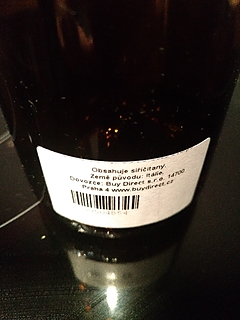 Obsahuje siřičitany.
Země původu: Itálie.
Dovozce: Buy Direct s.r.o. 14700
Praha 4 www.buydirect.cz